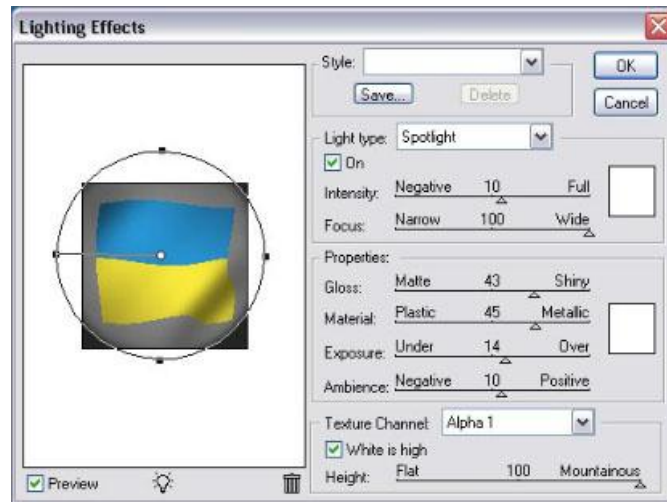 Lighting Effects
Style:
OK
Save...
Delete
Cancel
Light type: Spotlight
On
Intensity: Negative 10 Full
Focus: Narrow 100 Wide
Properties:
Gloss: Matte 43 Shiny
Material: Plastic 45 Metallic
Exposure: Under 14 Over
Ambience: Negative 10 Positive
Texture Channel: Alpha 1
White is high
Height: Flat 100 Mountainous
Preview